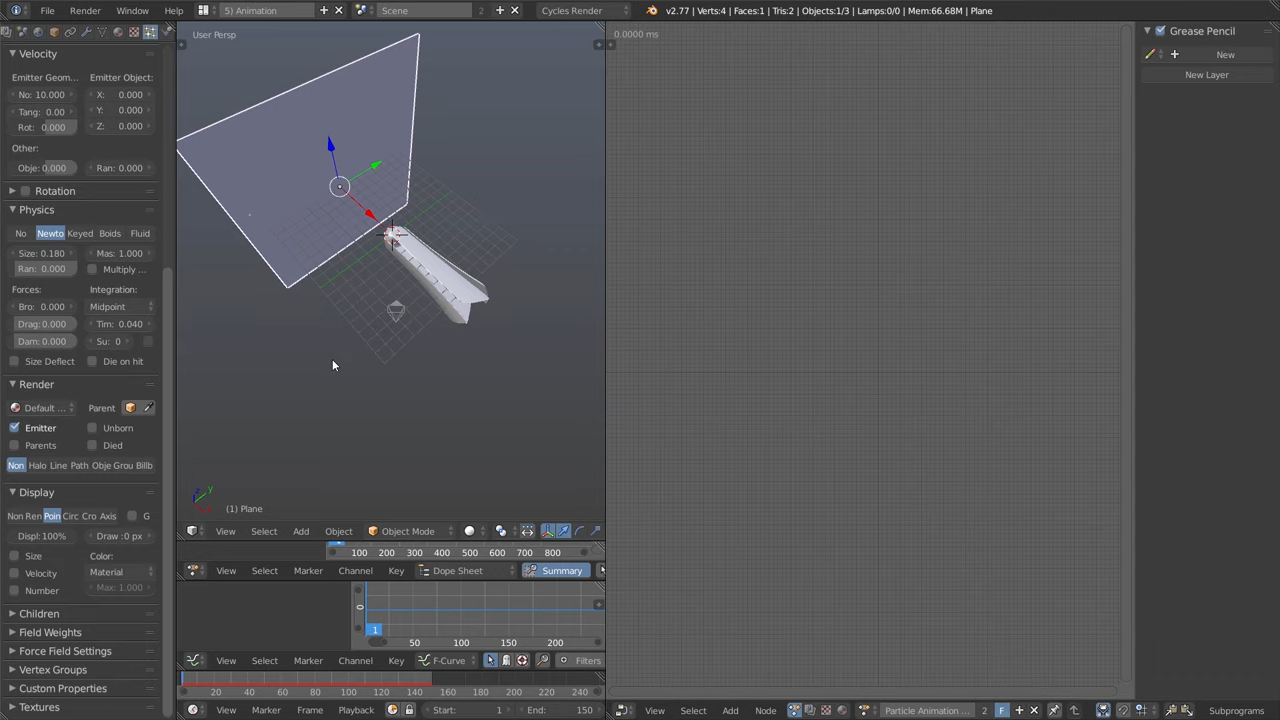 File Render Window Help 5) Animation Scene 2 Cycles Render v2.77 | Verts:4 | Faces:1 | Tris:2 | Objects:1/3 | Lamps:0/0 | Mem:66.68M | Plane
Velocity
Emitter Geom... Emitter Object:
No: 10.000 X: 0.000
Tang: 0.00 Y: 0.000
Rot: 0.000 Z: 0.000
Other:
Obje: 0.000 Ran: 0.000
Rotation
Physics
No Newto Keyed Boids Fluid
Size: 0.180 Mas: 1.000
Ran: 0.000 Multiply ...
Forces: Integration:
Bro: 0.000 Midpoint
Drag: 0.000 Tim: 0.040
Dam: 0.000 Su: 0
Size Deflect Die on hit
Render
Default ... Parent
Emitter Unborn
Parents Died
Non Halo Line Path Obje Grou Billb
Display
Non Ren Poin Circ Cro Axis G
Displ: 100% Draw :0 px
Size Color:
Velocity Material
Number Max: 1.000
Children
Field Weights
Force Field Settings
Vertex Groups
Custom Properties
Textures
User Persp
z y
(1) Plane
View Select Add Object Object Mode
100 200 300 400 500 600 700 800
View Select Marker Channel Key Dope Sheet Summary
1
50 100 150 200
View Select Marker Channel Key F-Curve Filters
20 40 60 80 100 120 140 160 180 200 220 240
View Marker Frame Playback Start: 1 End: 150
0.0000 ms
Grease Pencil
New
New Layer
View Select Add Node Particle Animation ... 2 F Subprograms